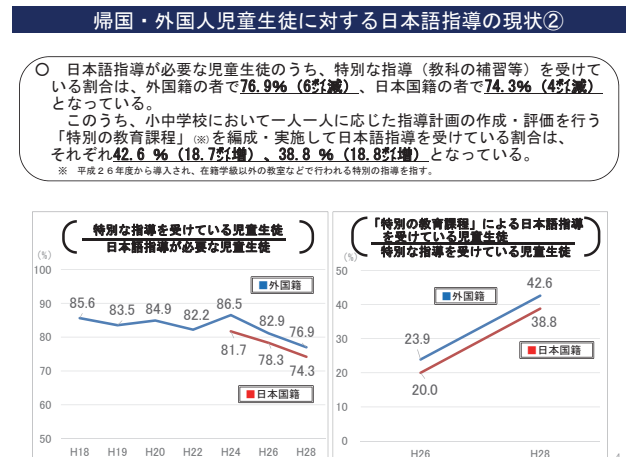 帰国・外国人児童生徒に対する日本語指導の現状②
○ 日本語指導が必要な児童生徒のうち、特別な指導（教科の補習等）を受けて
いる割合は、外国籍の者で76.9%（6㌽減）、日本国籍の者で74.3%（4㌽減）
となっている。
このうち、小中学校において一人一人に応じた指導計画の作成・評価を行う
「特別の教育課程」(※)を編成・実施して日本語指導を受けている割合は、
それぞれ42.6 %（18.7㌽増）、38.8 %（18.8㌽増）となっている。
※ 平成２６年度から導入され、在籍学級以外の教室などで行われる特別の指導を指す。
特別な指導を受けている児童生徒
日本語指導が必要な児童生徒
(%)
100
90
80
70
60
50
■外国籍
85.6
83.5
84.9
82.2
86.5
82.9
76.9
81.7
78.3
74.3
■日本国籍
H18 H19 H20 H22 H24 H26 H28
「特別の教育課程」による日本語指導
を受けている児童生徒
特別な指導を受けている児童生徒
(%)
50
40
30
20
10
0
■外国籍
42.6
38.8
23.9
20.0
■日本国籍
H26 H28
4